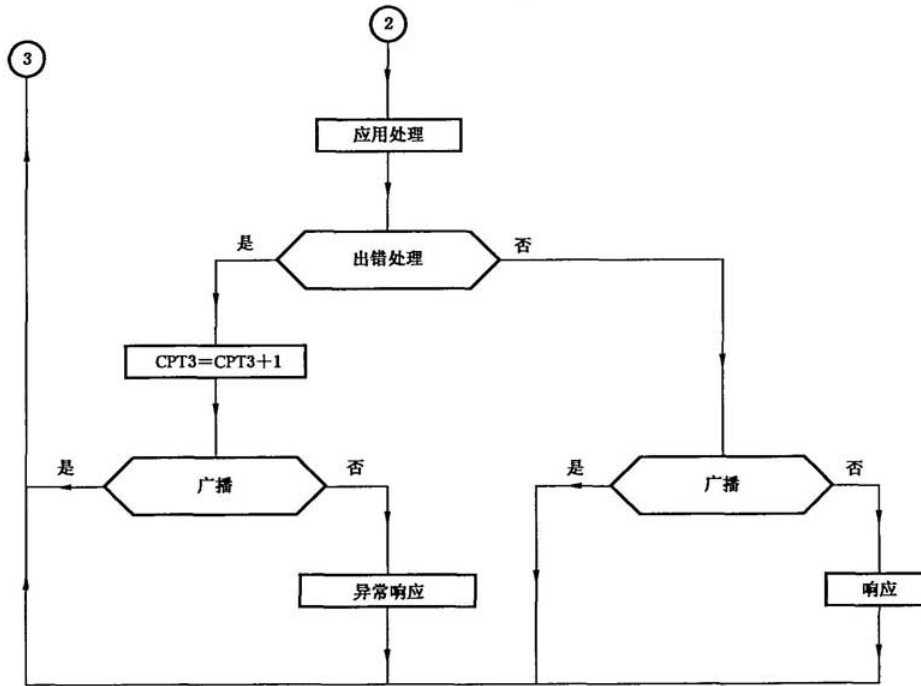 2
3
应用处理
是
出错处理
否
CPT3=CPT3+1
是
广播
否
是
广播
否
异常响应
响应